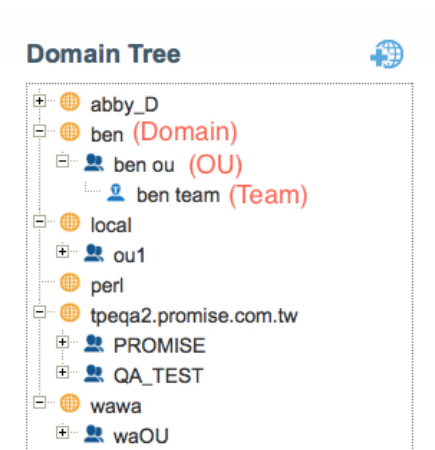 Domain Tree
abby_D
ben (Domain)
ben ou (OU)
ben team (Team)
local
ou1
perl
tpeqa2.promise.com.tw
PROMISE
QA_TEST
wawa
waOU